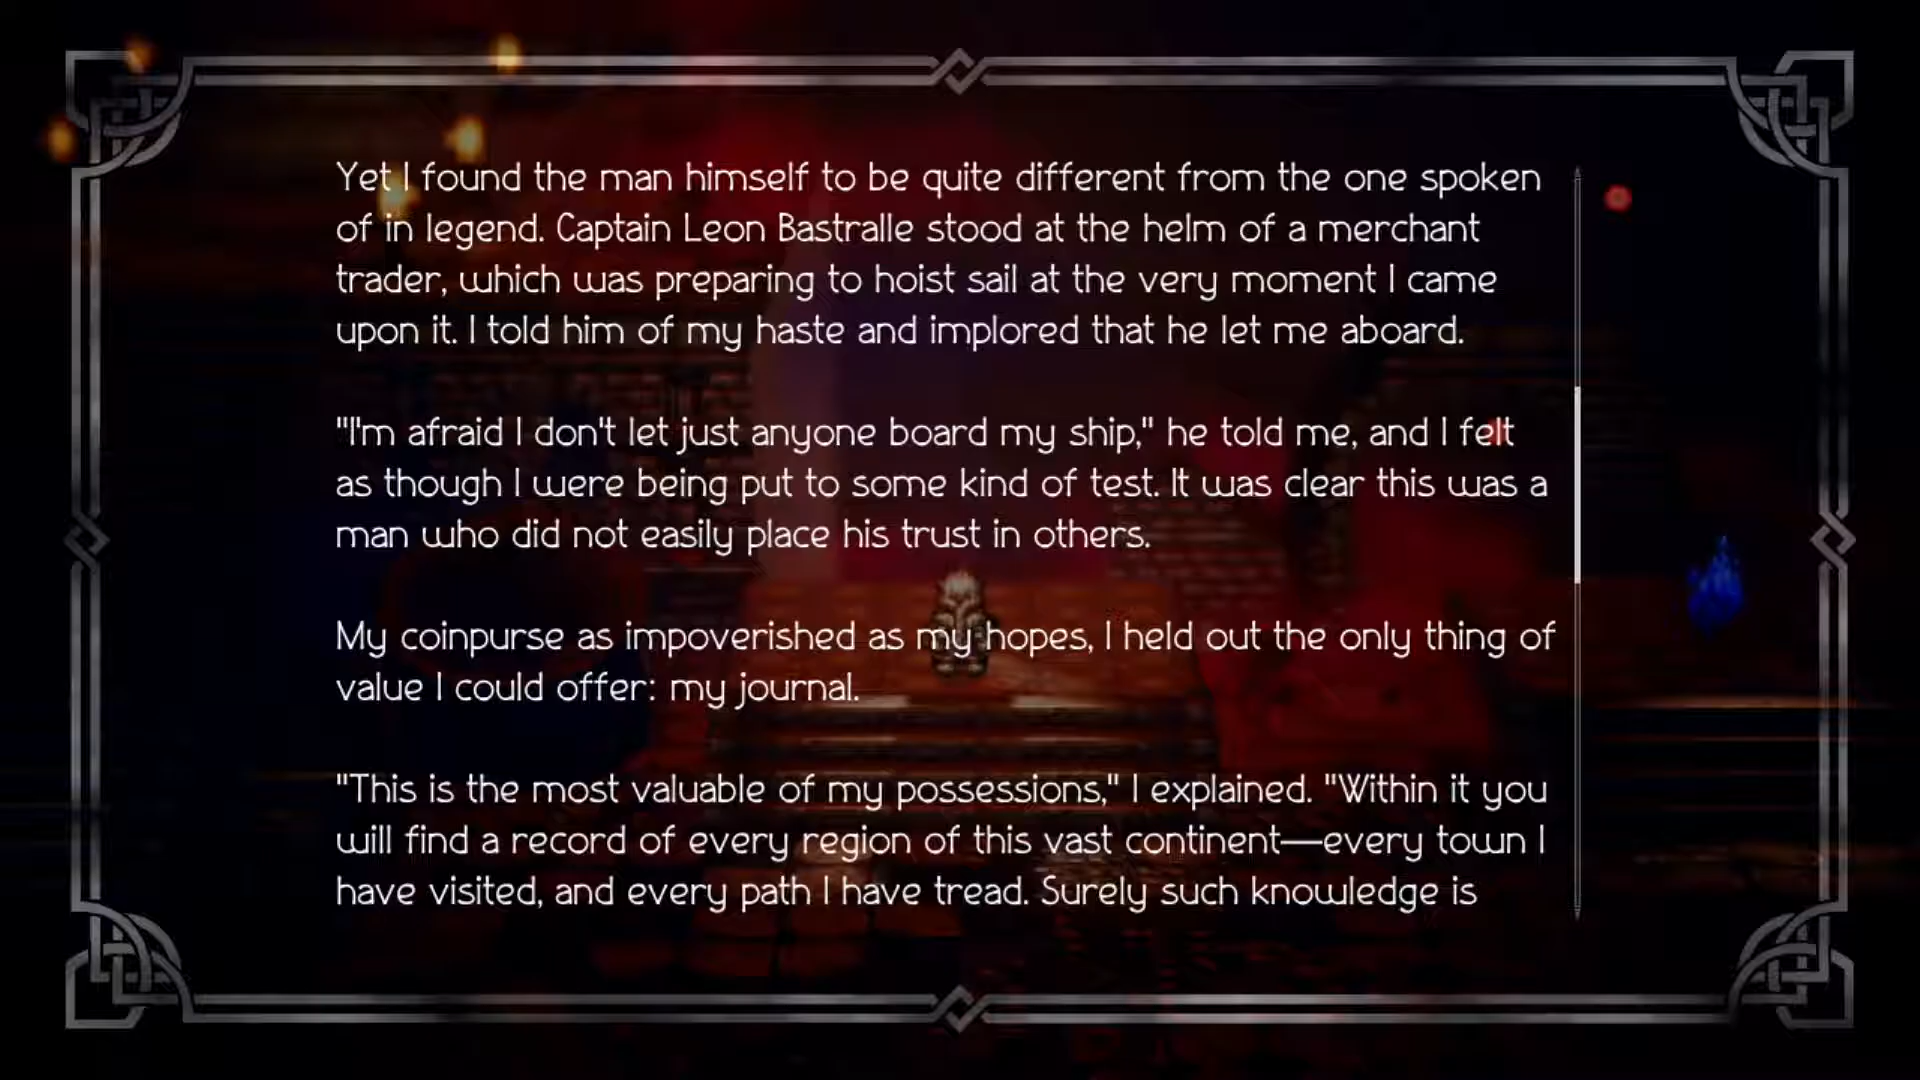 Yet I found the man himself to be quite different from the one spoken
of in legend. Captain Leon Bastralle stood at the helm of a merchant
trader, which was preparing to hoist sail at the very moment I came
upon it. I told him of my haste and implored that he let me aboard.
"I'm afraid I don't let just anyone board my ship," he told me, and I felt
as though I were being put to some kind of test. It was clear this was a
man who did not easily place his trust in others.
My coinpurse as impoverished as my hopes, I held out the only thing of
value I could offer: my journal.
"This is the most valuable of my possessions," I explained. "Within it you
will find a record of every region of this vast continent—every town I
have visited, and every path I have tread. Surely such knowledge is